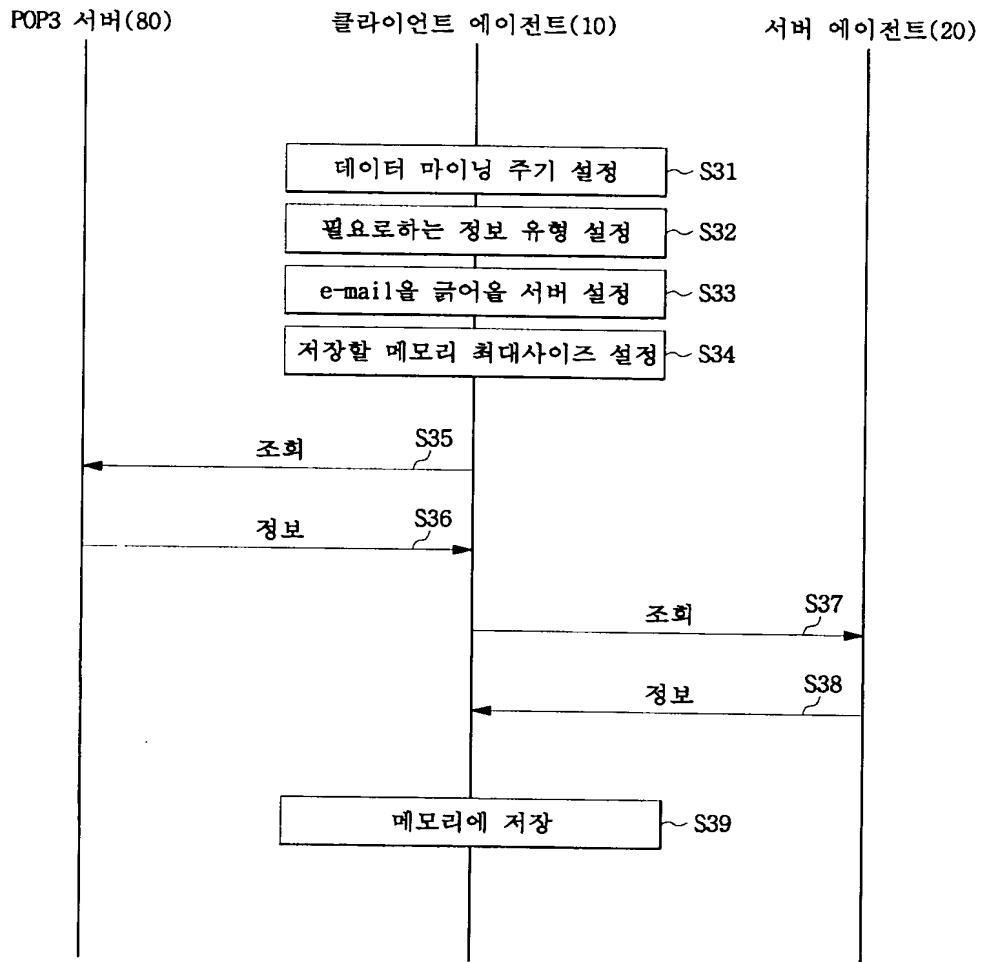 POP3 서버(80) 클라이언트 에이전트(10) 서버 에이전트(20)
데이터 마이닝 주기 설정 S31
필요로하는 정보 유형 설정 S32
e-mail을 긁어올 서버 설정 S33
저장할 메모리 최대사이즈 설정 S34
조회 S35
정보 S36
조회 S37
정보 S38
메모리에 저장 S39